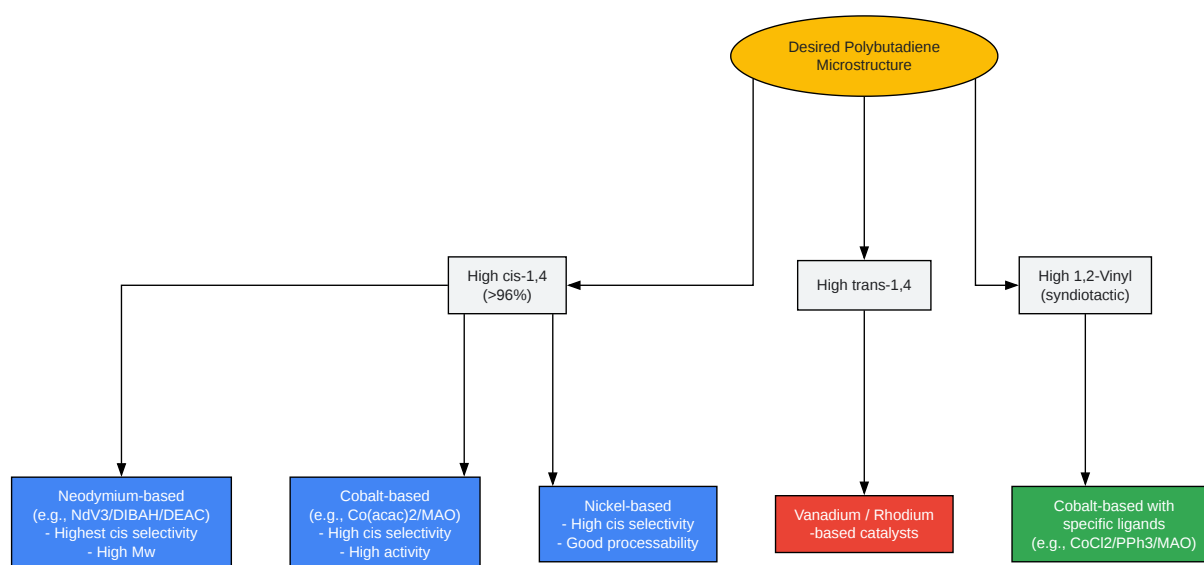 Desired Polybutadiene
Microstructure
High cis-1,4
(>96%)
High trans-1,4
High 1,2-Vinyl
(syndiotactic)
Neodymium-based
(e.g., NdV3/DIBAH/DEAC)
- Highest cis selectivity
- High Mw
Cobalt-based
(e.g., Co(acac)2/MAO)
- High cis selectivity
- High activity
Nickel-based
- High cis selectivity
- Good processability
Vanadium / Rhodium
-based catalysts
Cobalt-based with
specific ligands
(e.g., CoCl2/PPh3/MAO)